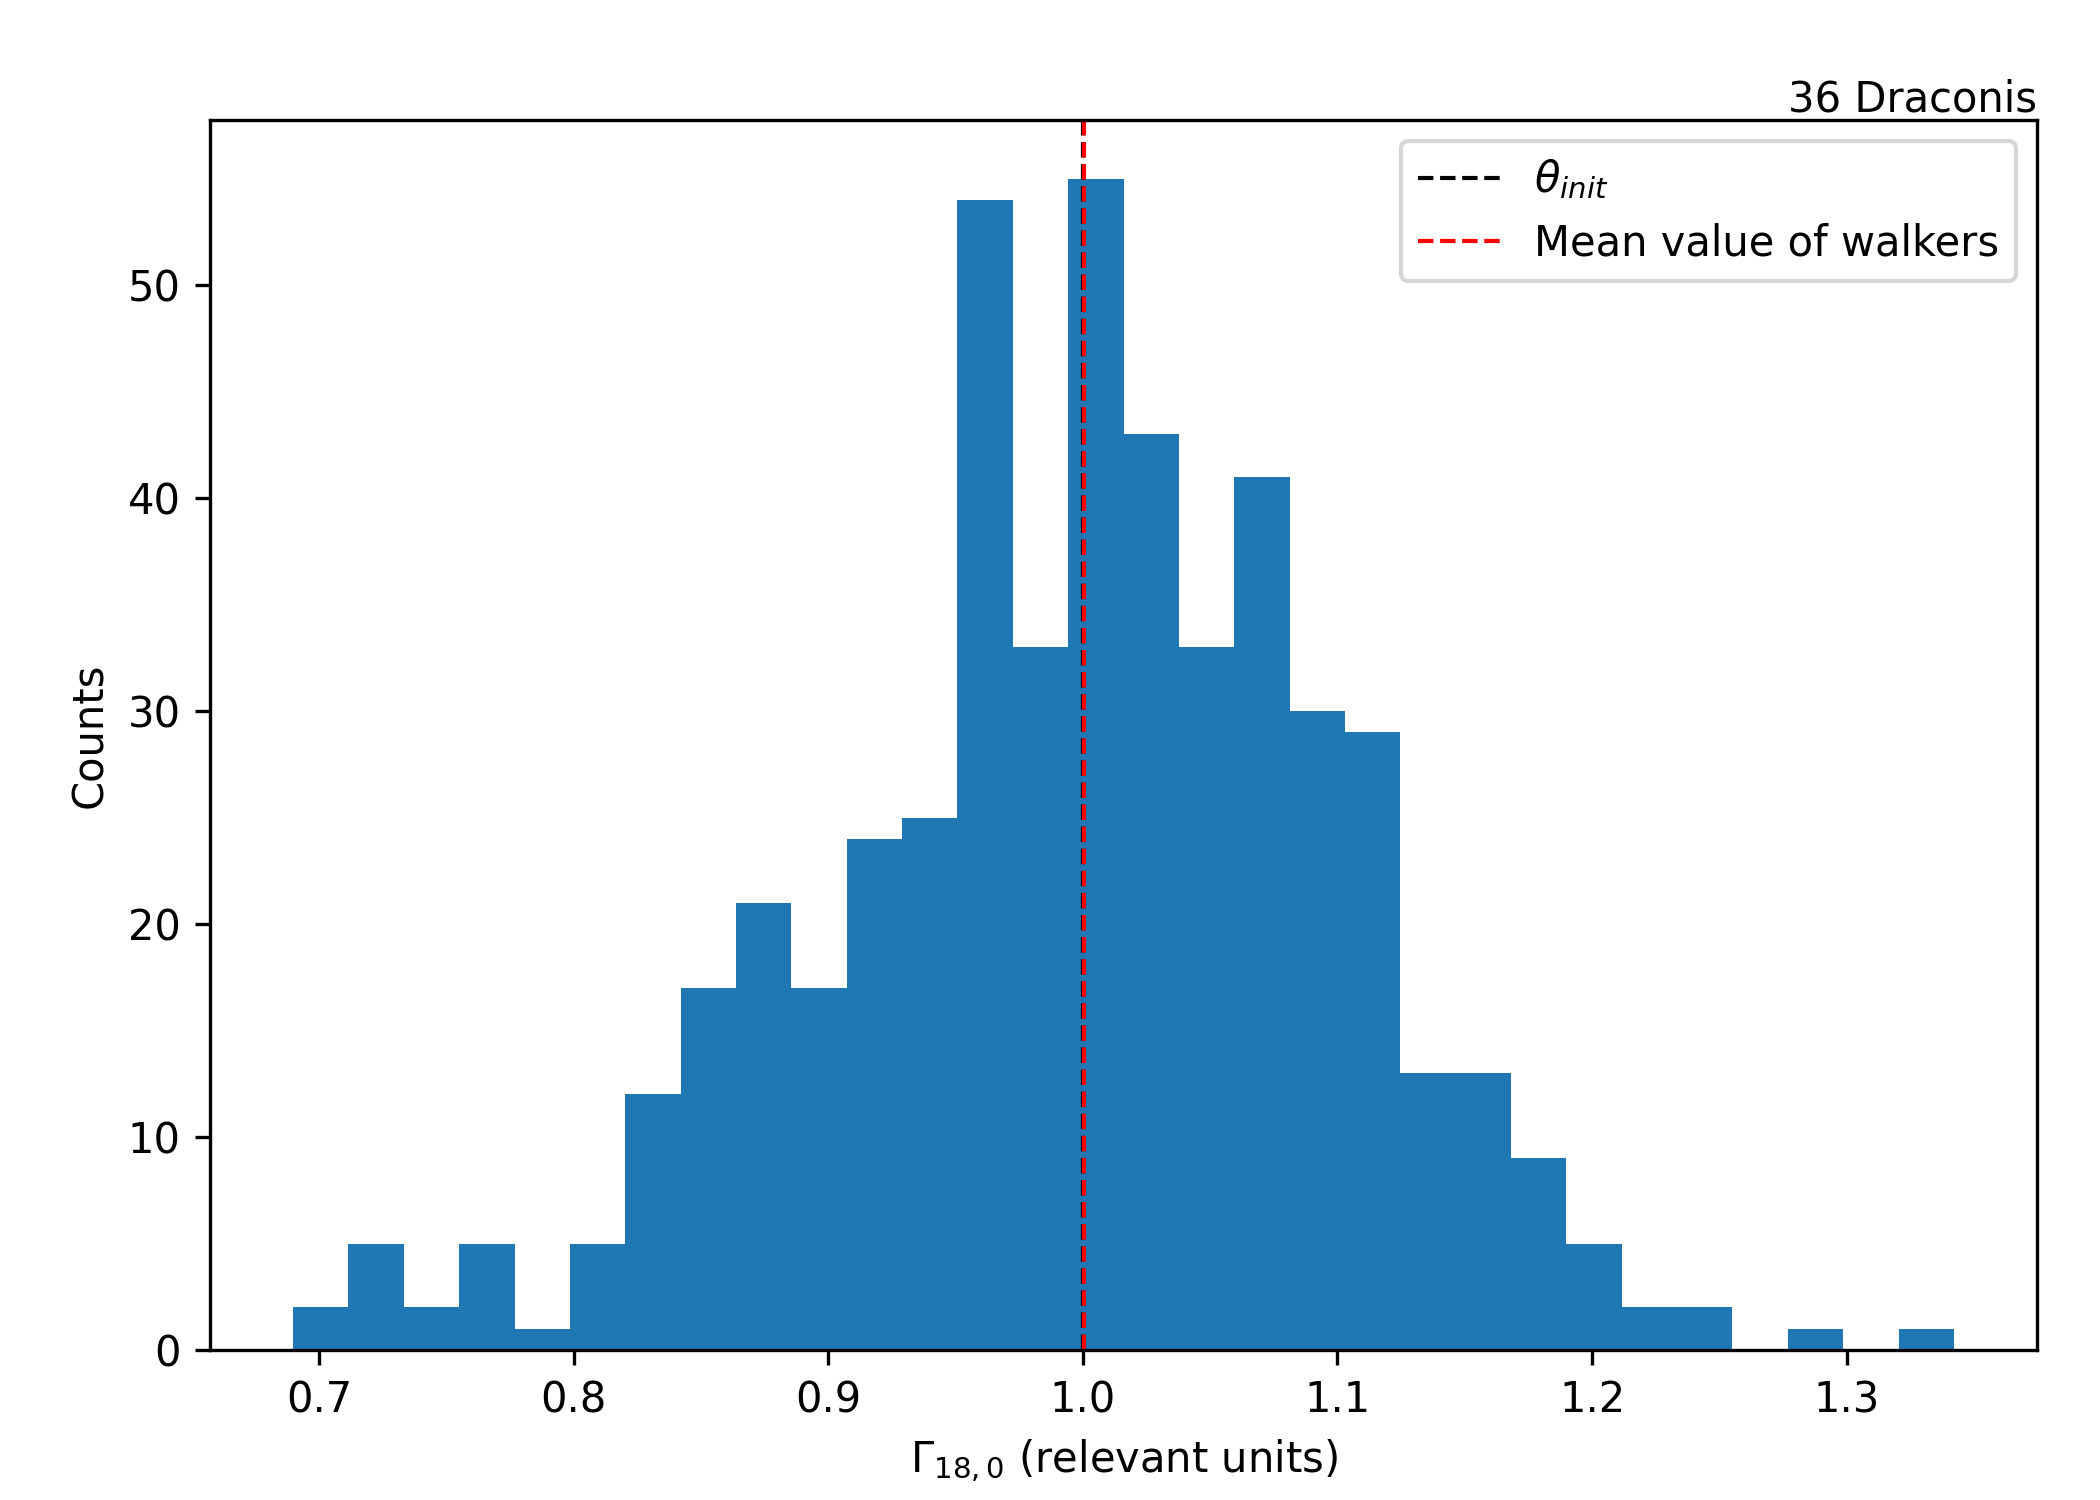 36 Draconis
θ_init
Mean value of walkers
50
40
30
20
10
0
Counts
0.7 0.8 0.9 1.0 1.1 1.2 1.3
Γ_18,0 (relevant units)